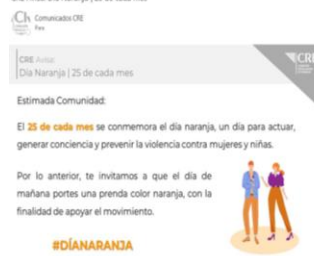 Comunicados CRE
Para
CRE
CRE Avisa:
Día Naranja | 25 de cada mes
Estimada Comunidad:
El 25 de cada mes se conmemora el día naranja, un día para actuar,
generar conciencia y prevenir la violencia contra mujeres y niñas.
Por lo anterior, te invitamos a que el día de
mañana portes una prenda color naranja, con la
finalidad de apoyar el movimiento.
#DÍANARANJA